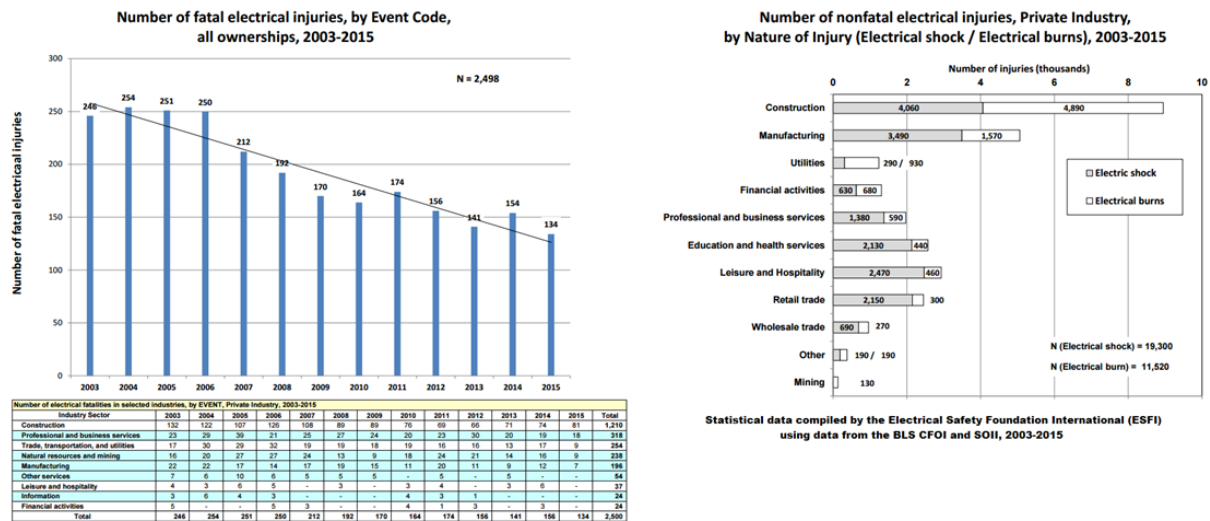 Number of fatal electrical injuries, by Event Code,
all ownerships, 2003-2015
Number of fatal electricaal injuries
300
250
200
150
100
50
0
N = 2,498
246
254
251
250
212
192
170
164
174
156
141
154
134
2003 2004 2005 2006 2007 2008 2009 2010 2011 2012 2013 2014 2015
Number of electrical fatalities in selected industries, by EVENT, Private Industry, 2003-2015
Industry Sector 2003 2004 2005 2006 2007 2008 2009 2010 2011 2012 2013 2014 2015 Total
Construction 132 122 107 126 108 89 89 76 69 66 71 74 81 1,210
Professional and business services 23 29 39 21 25 27 24 20 23 30 20 19 18 318
Trade, transportation, and utilities 17 30 29 32 19 19 18 19 16 16 13 17 9 254
Natural resources and mining 16 20 27 27 24 13 9 18 24 21 14 16 9 238
Manufacturing 22 22 17 14 17 19 15 11 20 11 9 12 7 196
Other services 7 6 10 6 5 5 5 - 5 - 5 - - 54
Leisure and hospitality 4 3 6 5 - 3 - 3 4 - 3 6 - 37
Information 3 6 4 3 - - - 4 3 1 - - - 24
Financial activities 5 - - 5 3 - - 4 1 3 - 3 - 24
Total 246 254 251 250 212 192 170 164 174 156 141 156 134 2,500
Number of nonfatal electrical injuries, Private Industry,
by Nature of Injury (Electrical shock / Electrical burns), 2003-2015
Number of injuries (thousands)
0 2 4 6 8 10
Construction 4,060 4,890
Manufacturing 3,490 1,570
Utilities 290 / 930
Financial activities 630 680
Professional and business services 1,380 590
Education and health services 2,130 440
Leisure and Hospitality 2,470 460
Retail trade 2,150 300
Wholesale trade 690 270
Other 190 / 190
Mining 130
Electric shock
Electrical burns
N (Electrical shock) = 19,300
N (Electrical burn) = 11,520
Statistical data compiled by the Electrical Safety Foundation International (ESFI)
using data from the BLS CFOI and SOII, 2003-2015